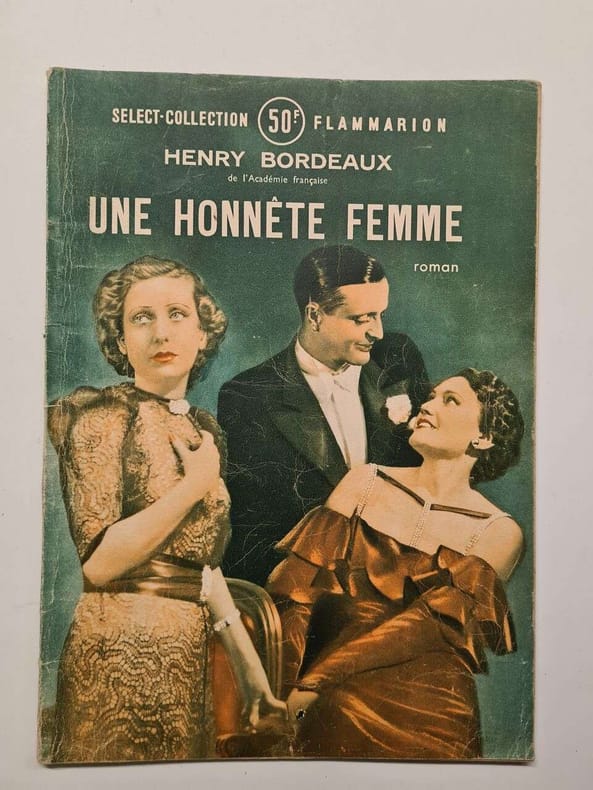 SELECT-COLLECTION 50F. FLAMMARION
HENRY BORDEAUX
de l'Académie française
UNE HONNÊTE FEMME
roman